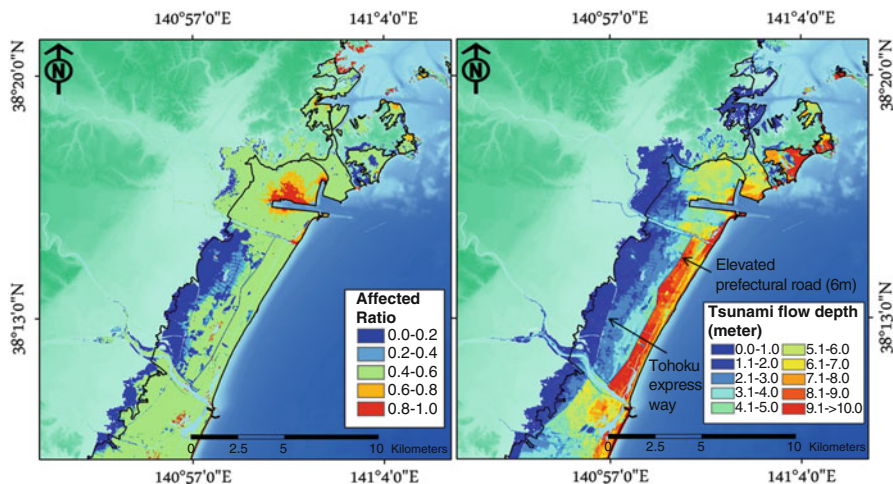 140°57'0"E
141°4'0"E
140°57'0"E
141°4'0"E
38°20'0"N
38°13'0"N
N
Affected
Ratio
0.0-0.2
0.2-0.4
0.4-0.6
0.6-0.8
0.8-1.0
0 2.5 5 10 Kilometers
140°57'0"E
141°4'0"E
N
Elevated
prefectural road (6m)
Tohoku
express
way
Tsunami flow depth
(meter)
0.0-1.0 5.1-6.0
1.1-2.0 6.1-7.0
2.1-3.0 7.1-8.0
3.1-4.0 8.1-9.0
4.1-5.0 9.1->10.0
0 2.5 5 10
Kilometers
38°20'0"N
38°13'0"N
140°57'0"E
141°4'0"E